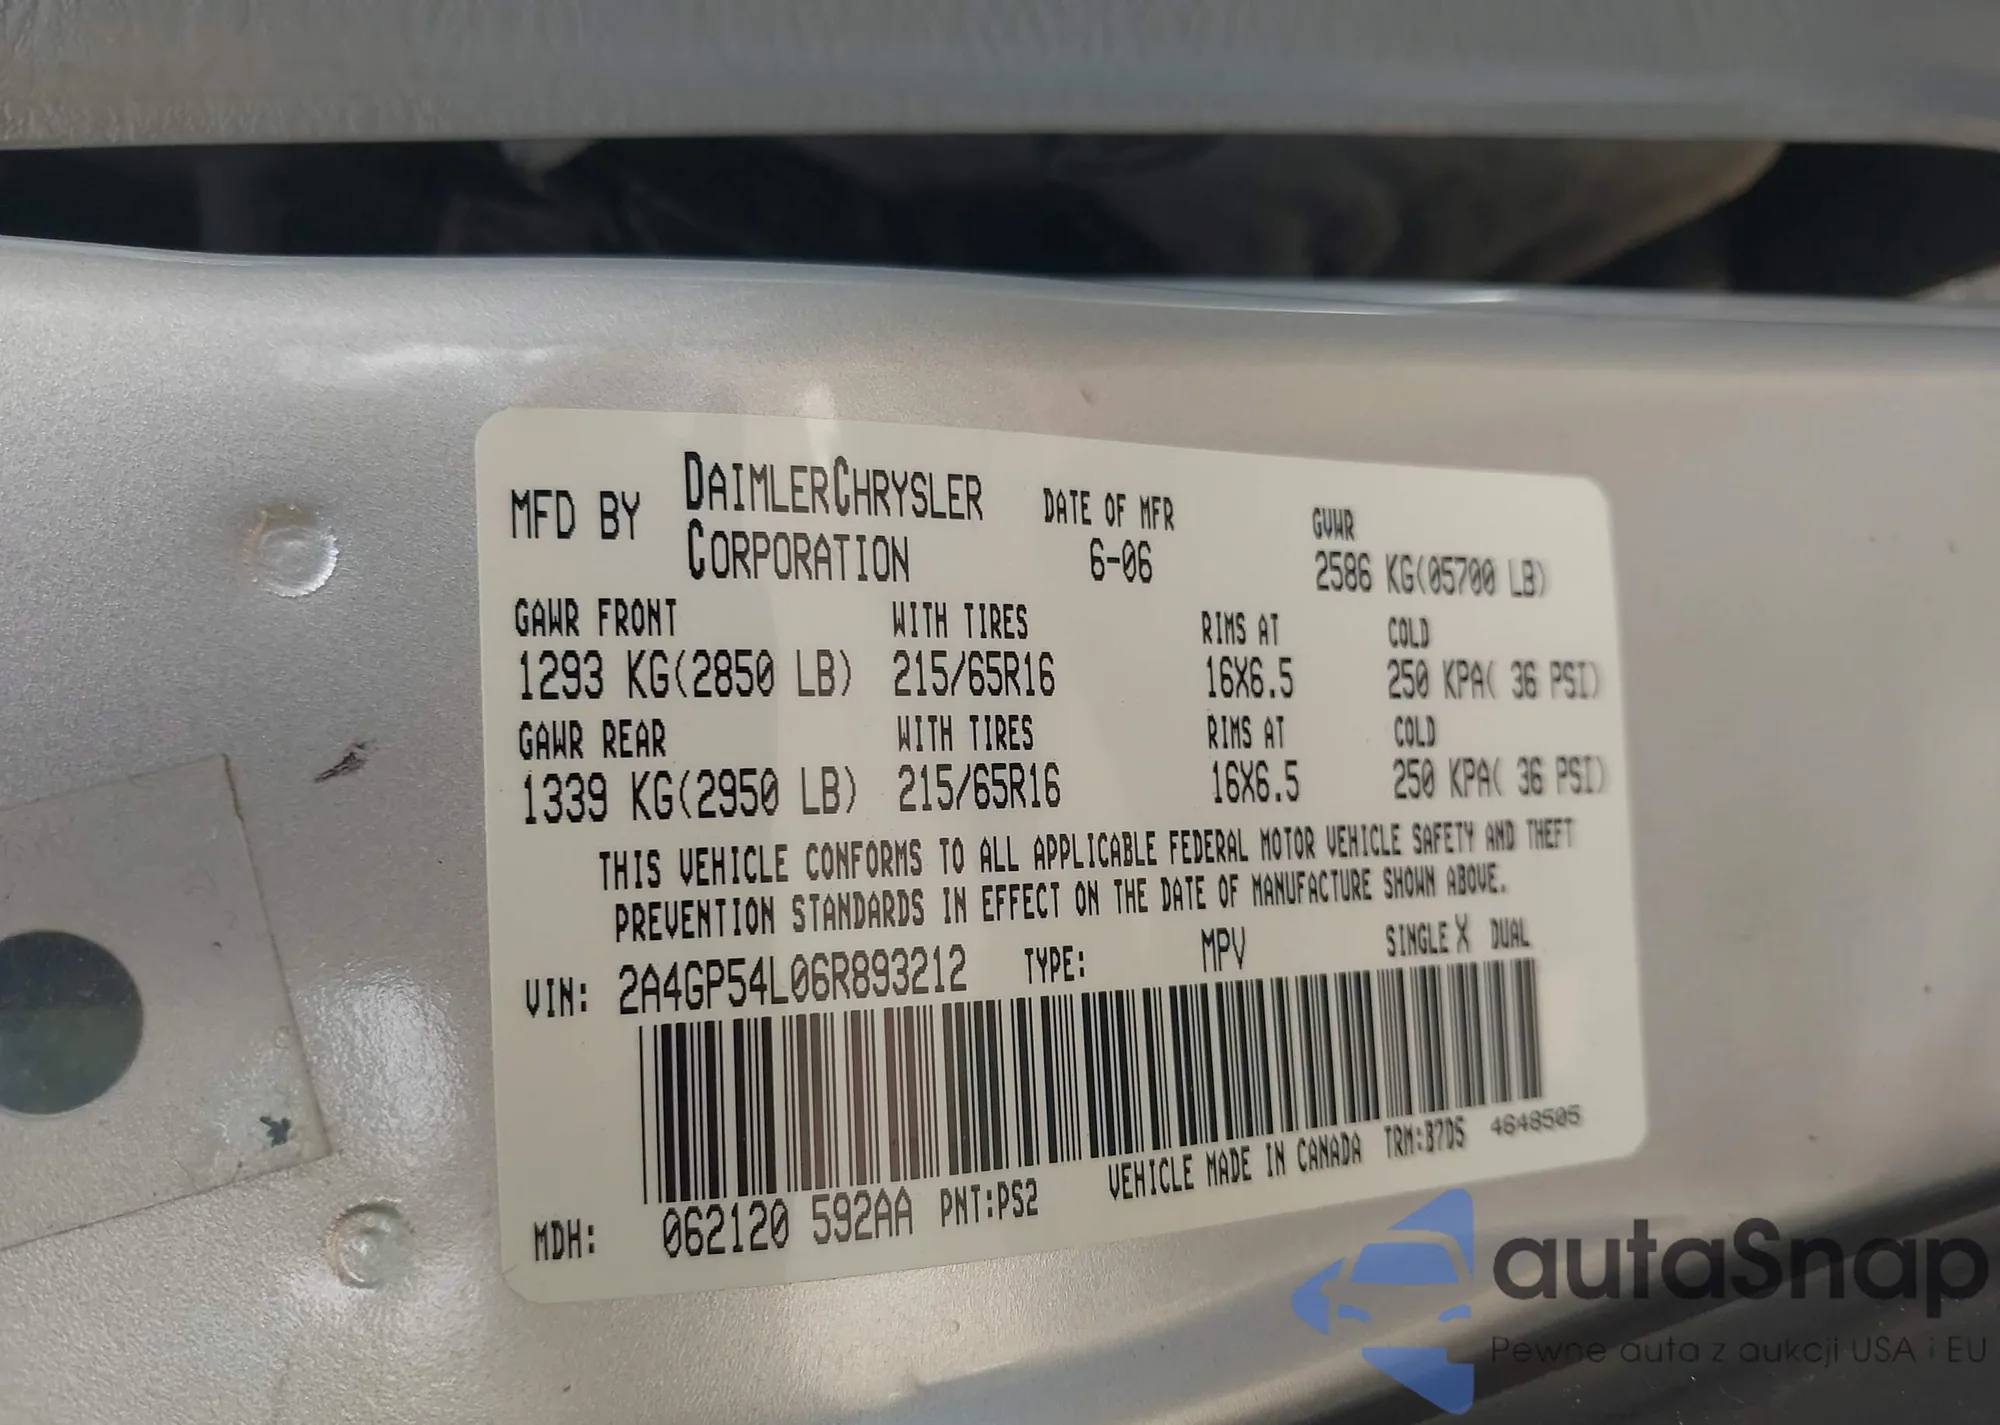 MFD BY DAIMLERCHRYSLER CORPORATION DATE OF MFR 6-06 GVWR 2586 KG(05700 LB)
GAWR FRONT WITH TIRES RIMS AT COLD
1293 KG(2850 LB) 215/65R16 16X6.5 250 KPA( 36 PSI)
GAWR REAR WITH TIRES RIMS AT COLD
1339 KG(2950 LB) 215/65R16 16X6.5 250 KPA( 36 PSI)
THIS VEHICLE CONFORMS TO ALL APPLICABLE FEDERAL MOTOR VEHICLE SAFETY AND THEFT
PREVENTION STANDARDS IN EFFECT ON THE DATE OF MANUFACTURE SHOWN ABOVE.
VIN: 2A4GP54L06R893212 TYPE: MPV SINGLE X DUAL
MDH: 062120 592AA PNT:PS2 VEHICLE MADE IN CANADA TRM:B7D5 4648505
autaSnap
Pewne auta z aukcji USA i EU